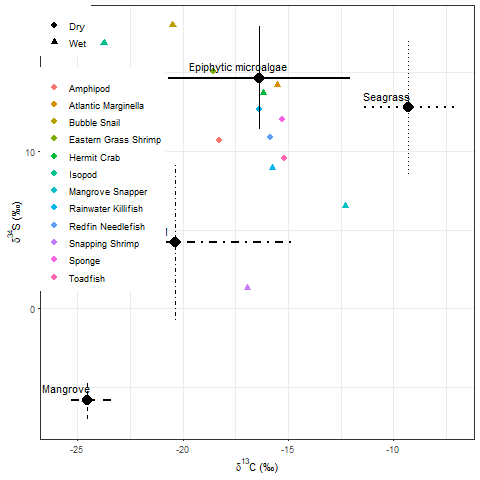 Dry
Wet
Amphipod
Atlantic Marginella
Bubble Snail
Eastern Grass Shrimp
Hermit Crab
Isopod
Mangrove Snapper
Rainwater Killifish
Redfin Needlefish
Snapping Shrimp
Sponge
Toadfish
Epiphytic microalgae
Seagrass
Mangrove
10
0
δ34S (‰)
-25
-20
-15
-10
δ13C (‰)